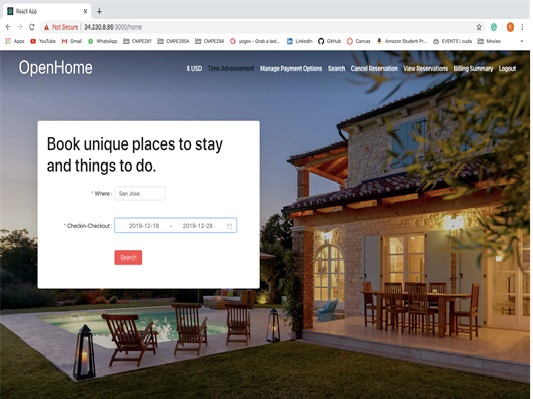 React App
Not Secure | 34.230.8.86:3000/home
Apps YouTube Gmail WhatsApp CMPE281 CMPE295A CMPE294 yogov - Grab a last... LinkedIn GitHub Canvas Amazon Student Pr... EVENTS | cuda Movies
OpenHome
$ USD Time Advancement Manage Payment Options Search Cancel Reservation View Reservations Billing Summary Logout
Book unique places to stay
and things to do.
* Where: San Jose
* Checkin-Checkout: 2019-12-18 ~ 2019-12-28
Search